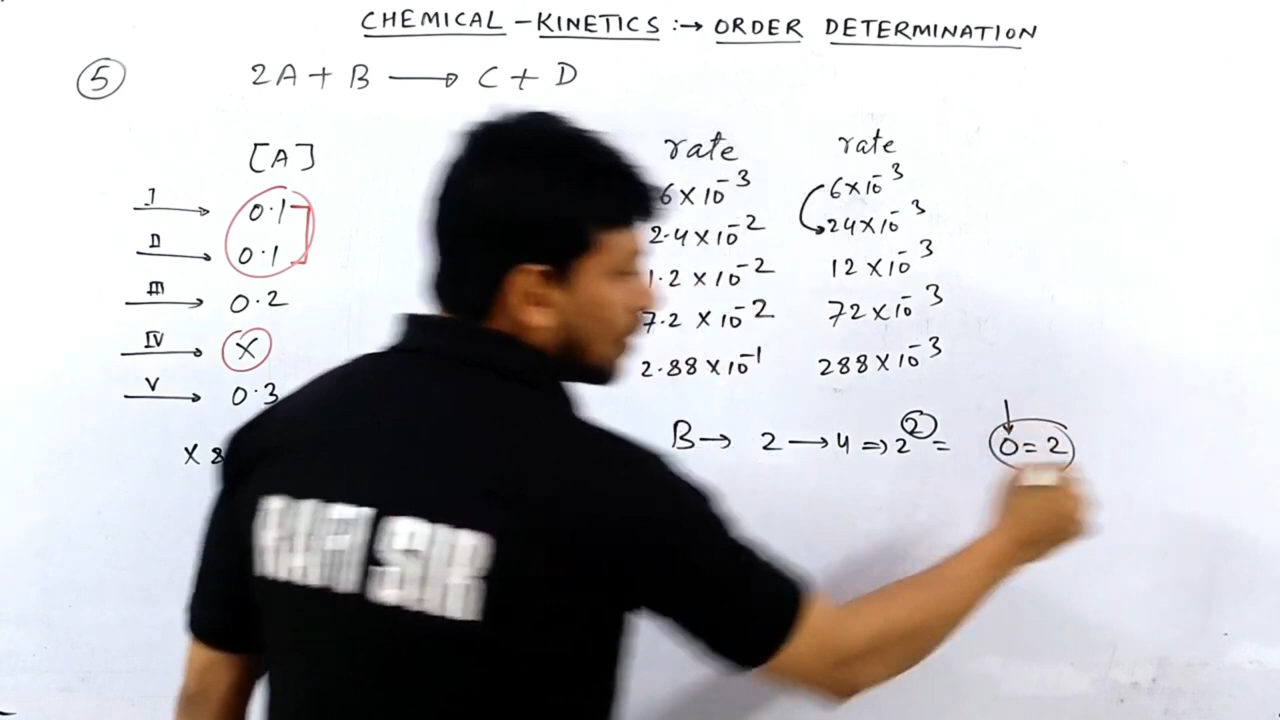 CHEMICAL - KINETICS :→ ORDER DETERMINATION
⑤ 2A + B ⟶ C + D
[A] rate rate
I → 0.1 6×10⁻³ 6×10⁻³
II → 0.1 2.4×10⁻² 24×10⁻³
III → 0.2 1.2×10⁻² 12×10⁻³
IV → X 7.2×10⁻² 72×10⁻³
V → 0.3 2.88×10⁻¹ 288×10⁻³
X 8 B → 2 → 4 ⇒ 2² = O = 2
SIR